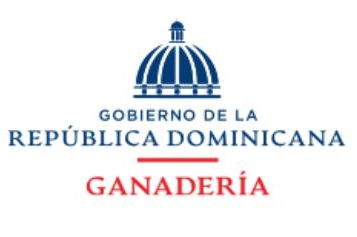 GOBIERNO DE LA
REPÚBLICA DOMINICANA
GANADERÍA